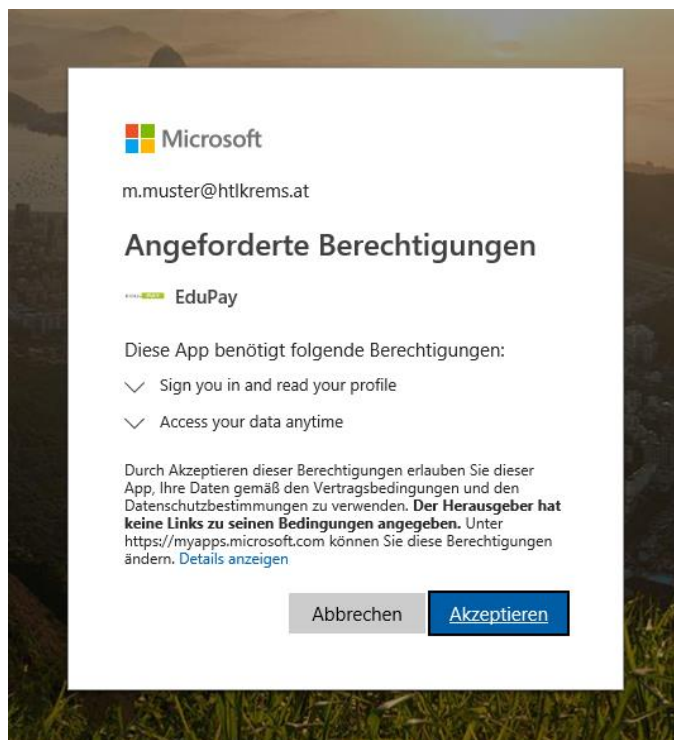 Microsoft
m.muster@htlkrems.at
Angeforderte Berechtigungen
EduPay
Diese App benötigt folgende Berechtigungen:
Sign you in and read your profile
Access your data anytime
Durch Akzeptieren dieser Berechtigungen erlauben Sie dieser
App, Ihre Daten gemäß den Vertragsbedingungen und den
Datenschutzbestimmungen zu verwenden. Der Herausgeber hat
keine Links zu seinen Bedingungen angegeben. Unter
https://myapps.microsoft.com können Sie diese Berechtigungen
ändern. Details anzeigen
Abbrechen Akzeptieren